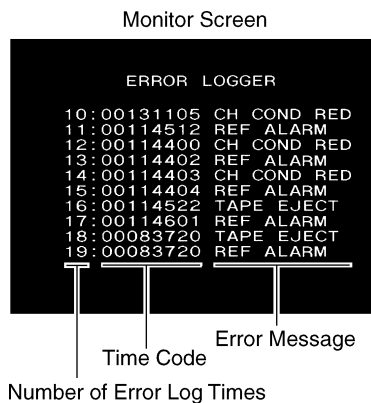 Monitor Screen
ERROR LOGGER
10:00131105 CH COND RED
11:00114512 REF ALARM
12:00114400 CH COND RED
13:00114402 REF ALARM
14:00114403 CH COND RED
15:00114404 REF ALARM
16:00114522 TAPE EJECT
17:00114601 REF ALARM
18:00083720 TAPE EJECT
19:00083720 REF ALARM
Error Message
Time Code
Number of Error Log Times